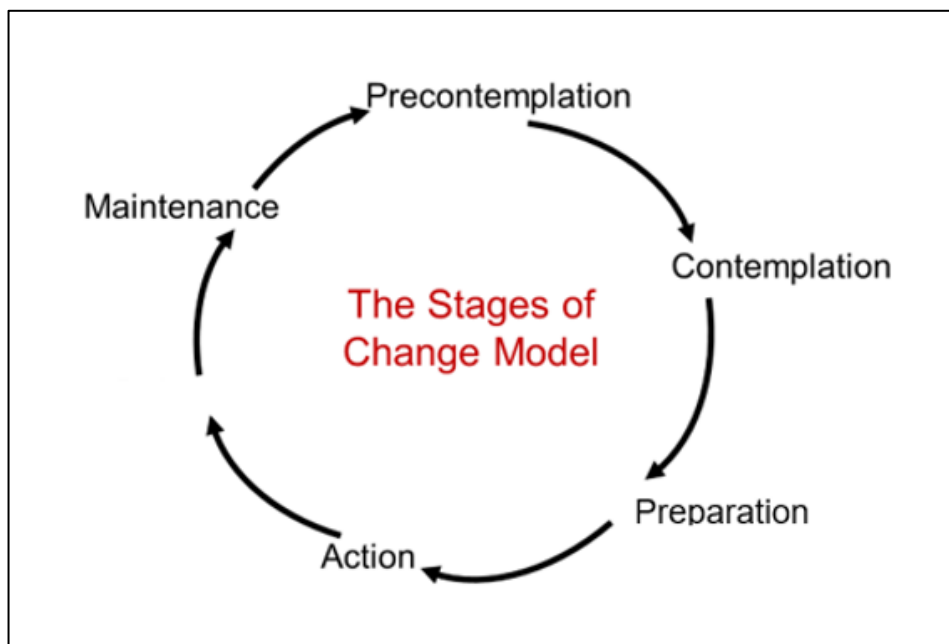 Precontemplation
Maintenance
Contemplation
The Stages of
Change Model
Preparation
Action